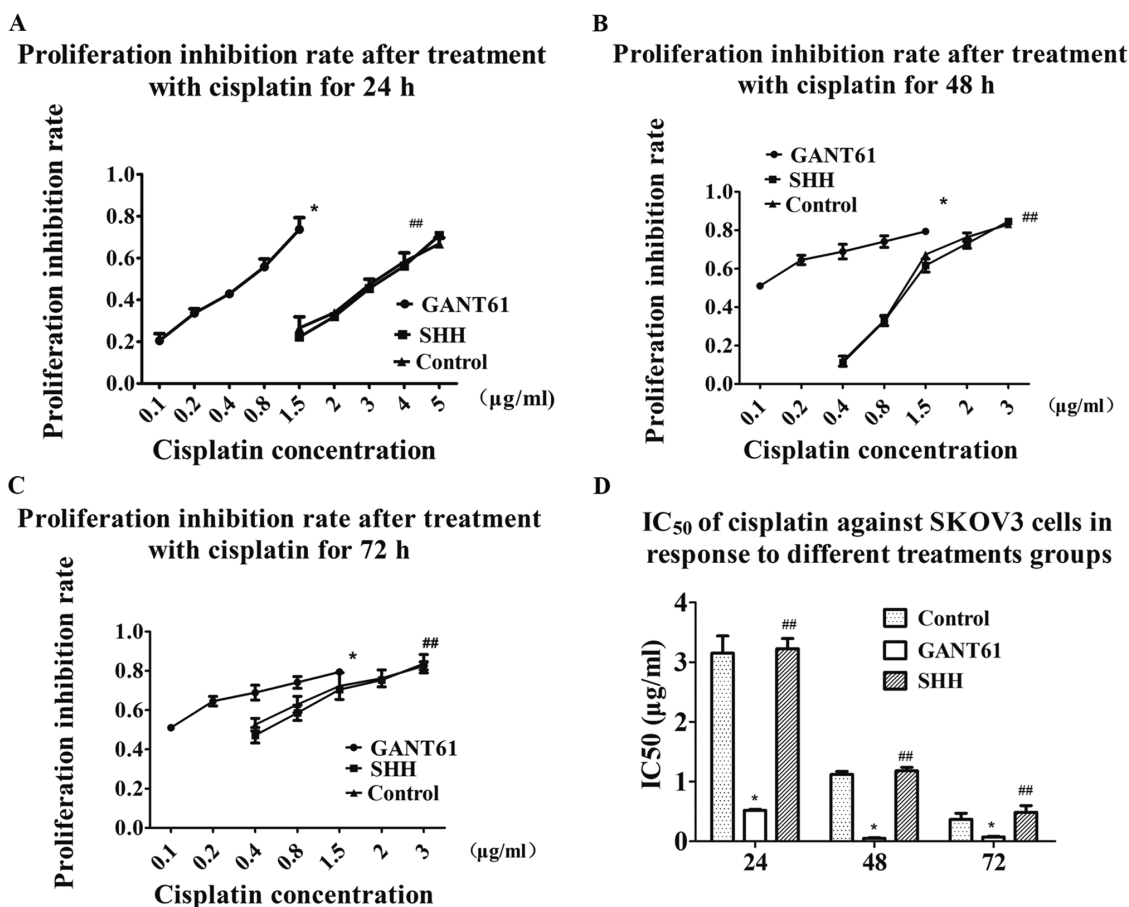 A
Proliferation inhibition rate after treatment
with cisplatin for 24 h
Proliferation inhibition rate
1.0
0.8
0.6
0.4
0.2
0.0
*
##
GANT61
SHH
Control
0.1
0.2
0.4
0.8
1.5
2
3
4
5
(µg/ml)
Cisplatin concentration
B
Proliferation inhibition rate after treatment
with cisplatin for 48 h
Proliferation inhibition rate
GANT61
SHH
Control
1.0
0.8
0.6
0.4
0.2
0.0
*
##
0.1
0.2
0.4
0.8
1.5
2
3
(µg/ml)
Cisplatin concentration
C
Proliferation inhibition rate after treatment
with cisplatin for 72 h
Proliferation inhibition rate
1.0
0.8
0.6
0.4
0.2
0.0
*
##
GANT61
SHH
Control
0.1
0.2
0.4
0.8
1.5
2
3
(µg/ml)
Cisplatin concentration
D
IC50 of cisplatin against SKOV3 cells in
response to different treatments groups
IC50 (µg/ml)
4
3
2
1
0
Control
GANT61
SHH
##
*
##
*
##
*
24
48
72